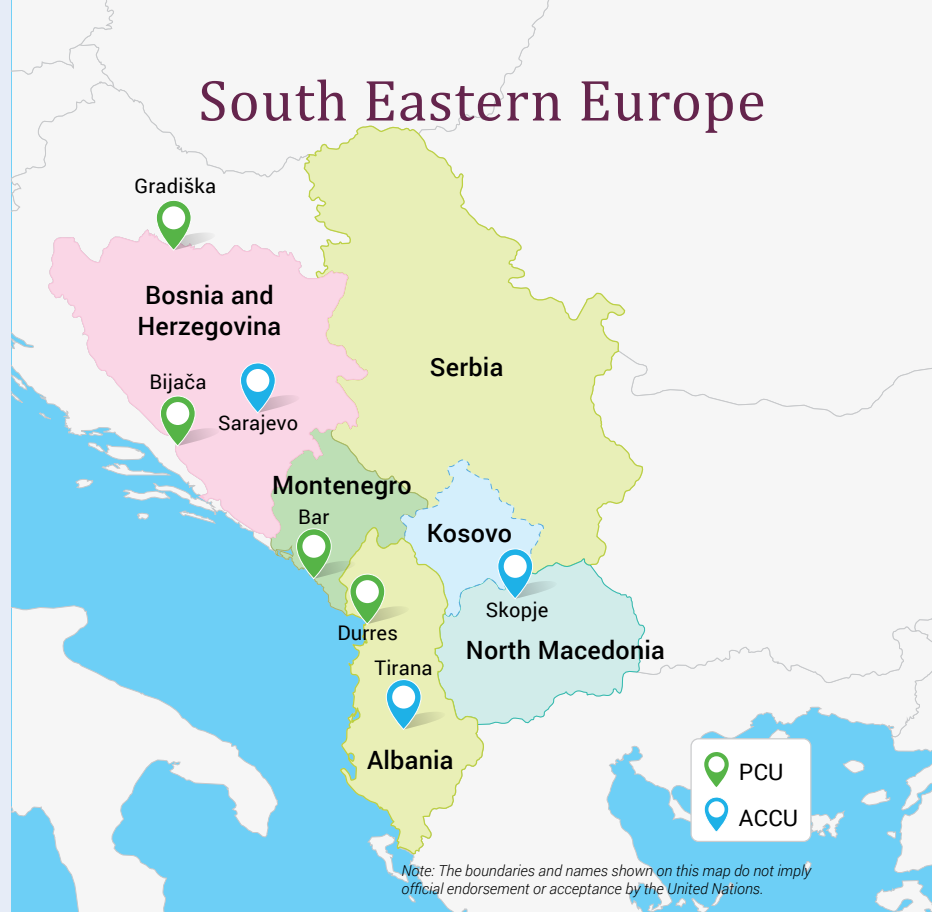 South Eastern Europe
Gradiška
Bosnia and
Herzegovina
Serbia
Bijača
Sarajevo
Montenegro
Bar
Kosovo
Skopje
Durres
North Macedonia
Tirana
Albania
PCU
ACCU
Note: The boundaries and names shown on this map do not imply
official endorsement or acceptance by the United Nations.